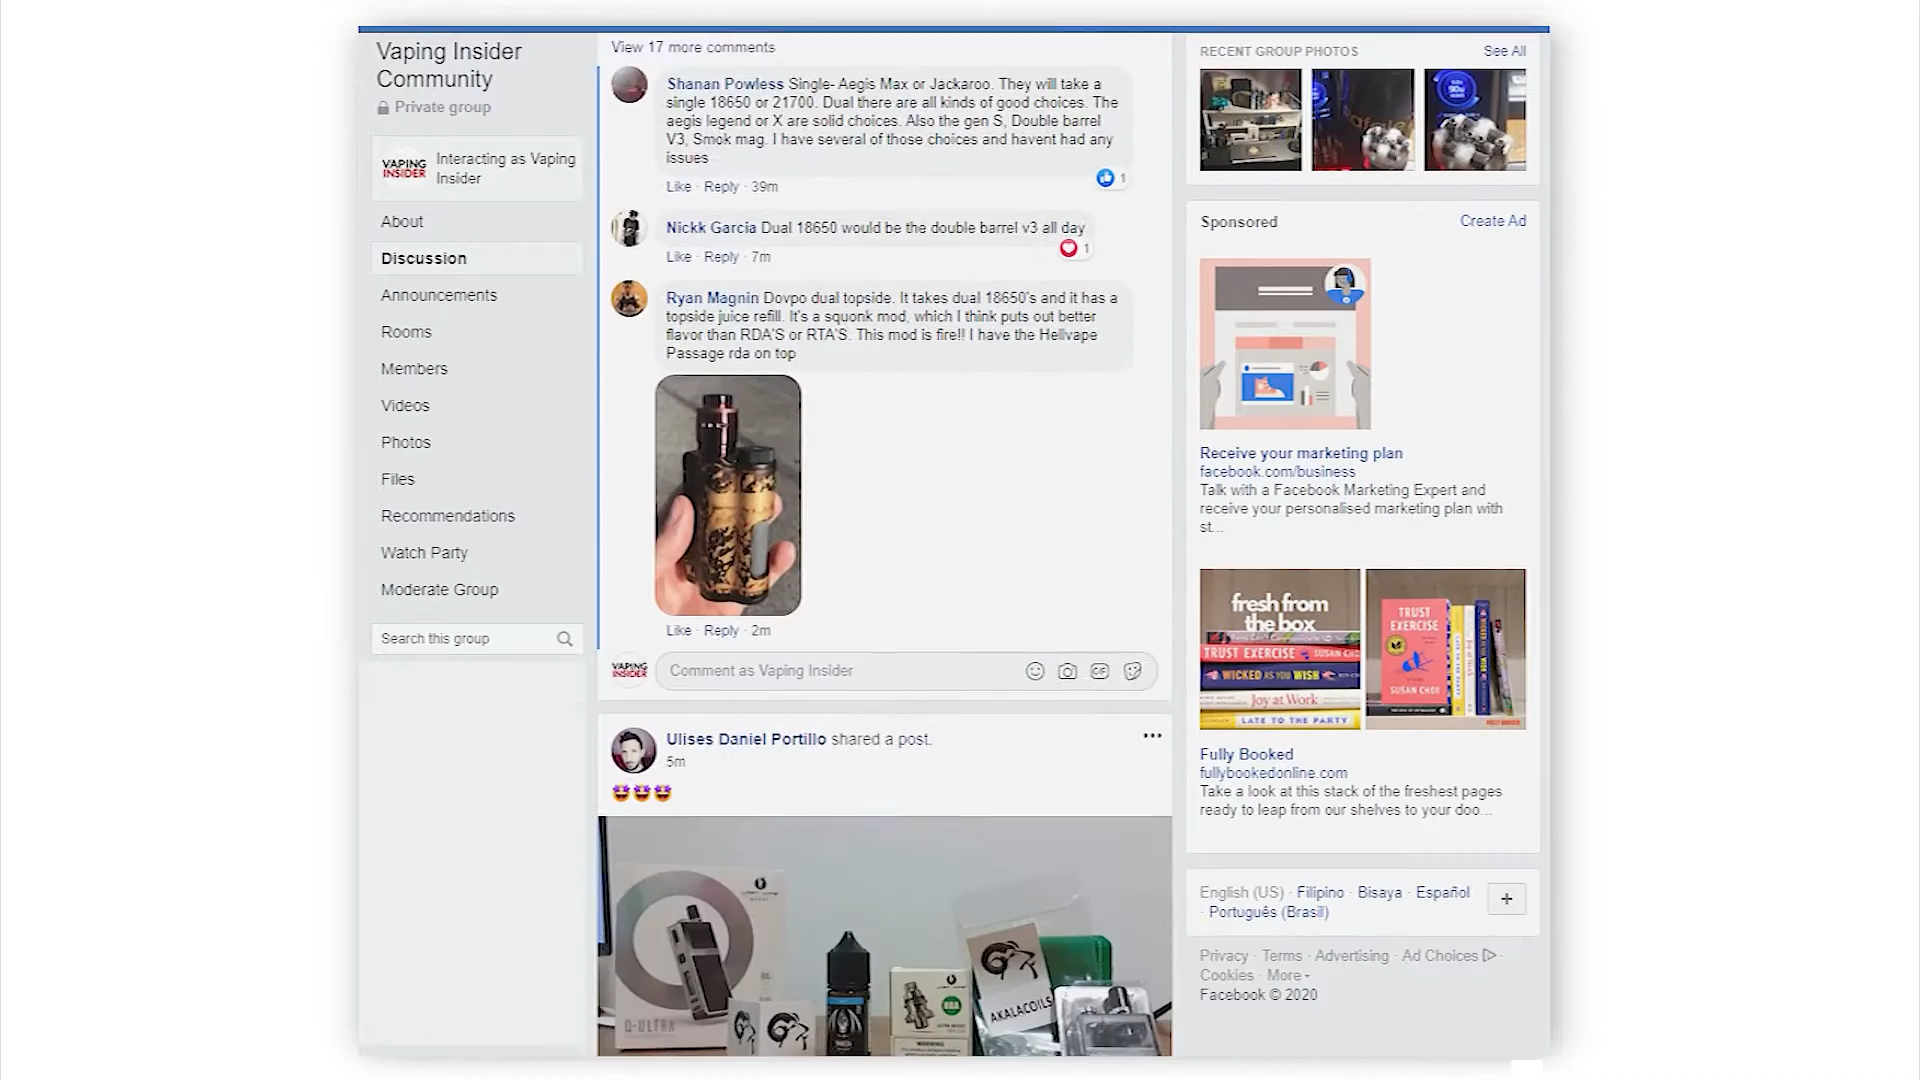 Vaping Insider
Community
Private group
VAPING
INSIDER
Interacting as Vaping
Insider
About
Discussion
Announcements
Rooms
Members
Videos
Photos
Files
Recommendations
Watch Party
Moderate Group
Search this group
View 17 more comments
Shanan Powless Single- Aegis Max or Jackaroo. They will take a
single 18650 or 21700. Dual there are all kinds of good choices. The
aegis legend or X are solid choices. Also the gen S, Double barrel
V3, Smok mag. I have several of those choices and havent had any
issues
Like · Reply · 39m
1
Nickk Garcia Dual 18650 would be the double barrel v3 all day
1
Like · Reply · 7m
Ryan Magnin Dovpo dual topside. It takes dual 18650's and it has a
topside juice refill. It's a squonk mod, which I think puts out better
flavor than RDA'S or RTA'S. This mod is fire!! I have the Hellvape
Passage rda on top
Like · Reply · 2m
VAPING
INSIDER
Comment as Vaping Insider
GIF
Ulises Daniel Portillo shared a post.
5m
Q-ULTRA
WARNING
AKALACOILS
RECENT GROUP PHOTOS
See All
Sponsored
Create Ad
Receive your marketing plan
facebook.com/business
Talk with a Facebook Marketing Expert and
receive your personalised marketing plan with
st...
fresh from
the box
TRUST EXERCISE SUSAN CHOI
WICKED AS YOU WISH
Joy at Work
LATE TO THE PARTY
TRUST
EXERCISE
SUSAN CHOI
FULLY BOOKED
Fully Booked
fullybookedonline.com
Take a look at this stack of the freshest pages
ready to leap from our shelves to your doo...
English (US) · Filipino · Bisaya · Español
· Português (Brasil)
+
Privacy · Terms · Advertising · Ad Choices ·
Cookies · More
Facebook © 2020